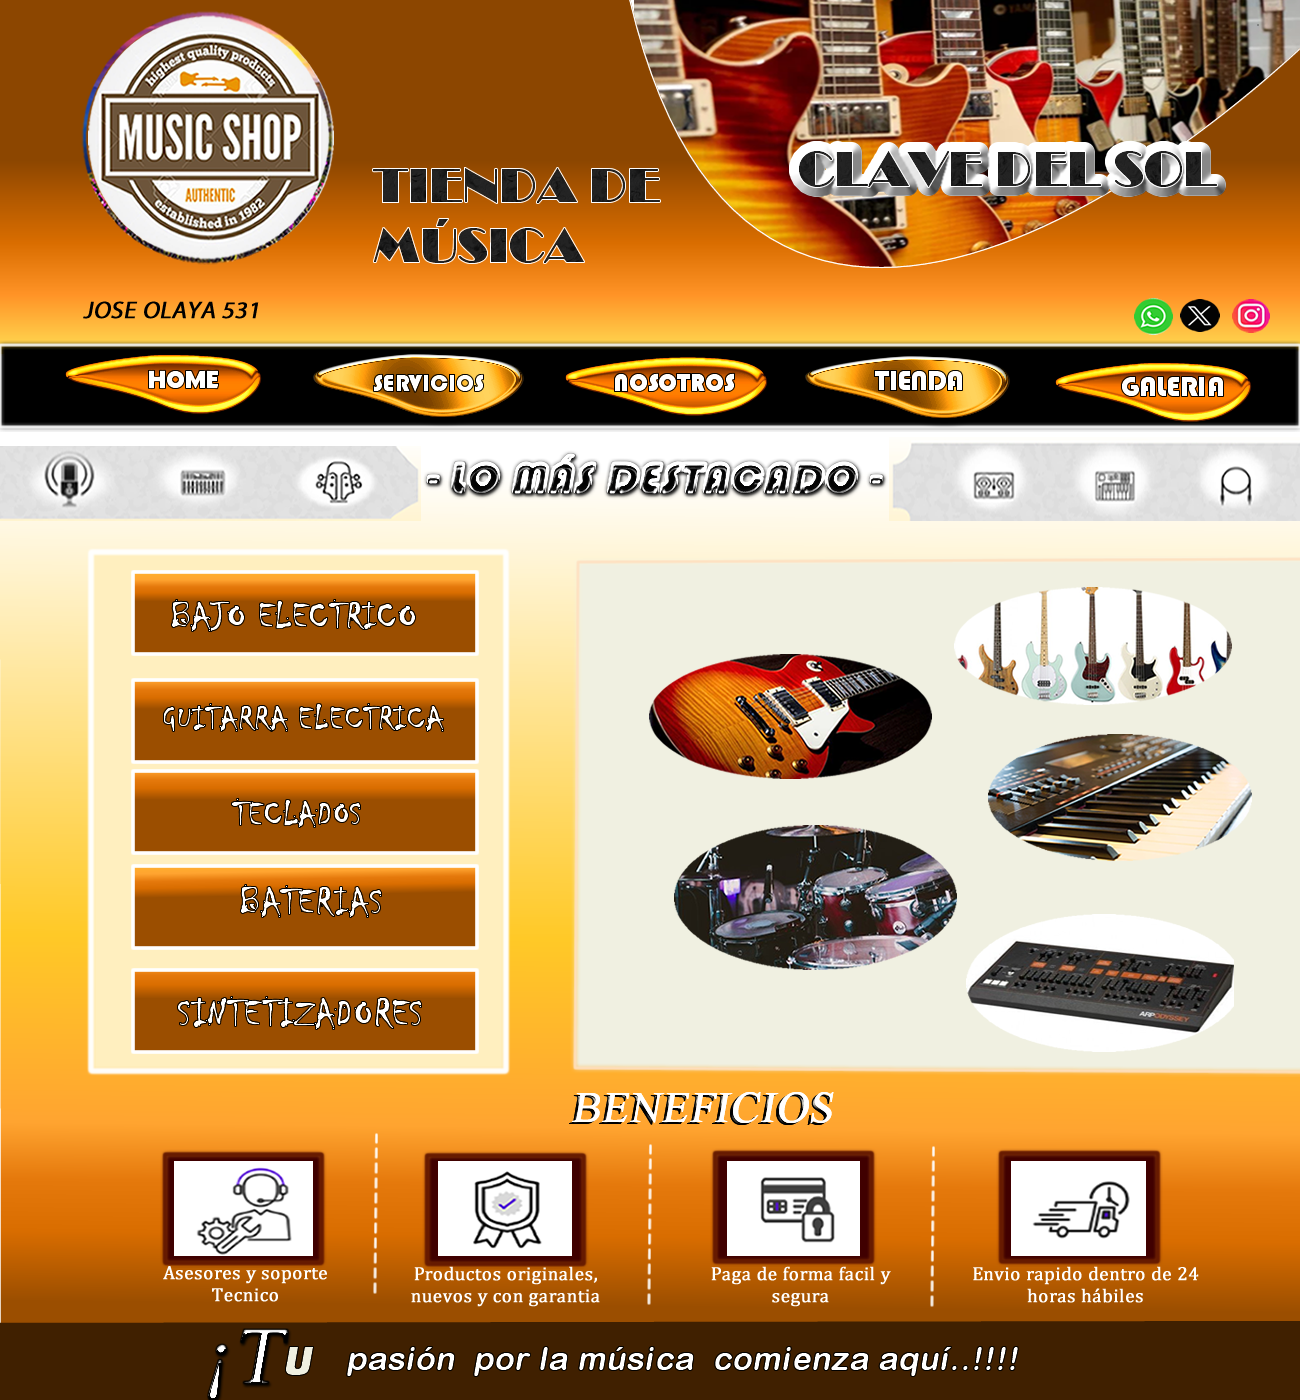 highest quality products
MUSIC SHOP
AUTHENTIC
established in 1982
TIENDA DE
MÚSICA
YAMA
CLAVE DEL SOL
JOSE OLAYA 531
HOME
SERVICIOS
NOSOTROS
TIENDA
GALERIA
- LO MÁS DESTACADO -
BAJO ELECTRICO
GUITARRA ELECTRICA
TECLADOS
BATERIAS
SINTETIZADORES
ARP ODYSSEY
BENEFICIOS
Asesores y soporte
Tecnico
Productos originales,
nuevos y con garantia
Paga de forma facil y
segura
Envio rapido dentro de 24
horas hábiles
¡Tu pasión por la música comienza aquí..!!!!